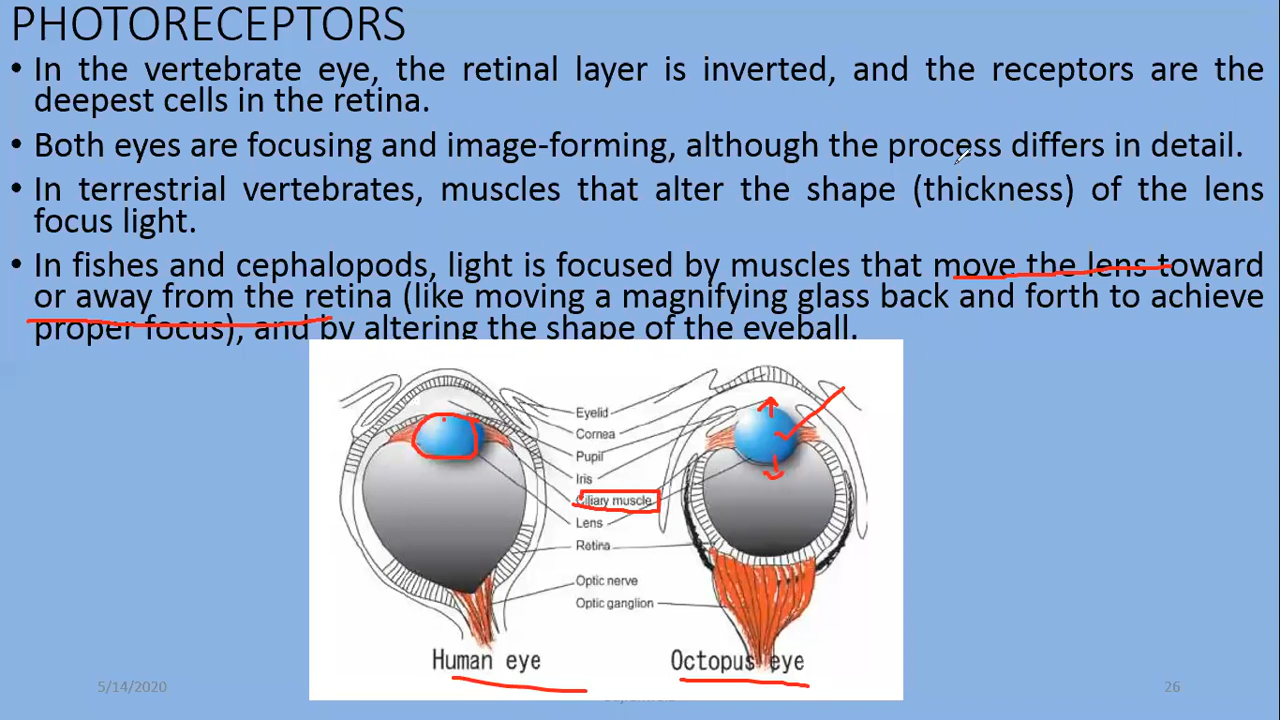 PHOTORECEPTORS
• In the vertebrate eye, the retinal layer is inverted, and the receptors are the
deepest cells in the retina.
• Both eyes are focusing and image-forming, although the process differs in detail.
• In terrestrial vertebrates, muscles that alter the shape (thickness) of the lens
focus light.
• In fishes and cephalopods, light is focused by muscles that move the lens toward
or away from the retina (like moving a magnifying glass back and forth to achieve
proper focus), and by altering the shape of the eyeball.
Eyelid
Cornea
Pupil
Iris
Ciliary muscle
Lens
Retina
Optic nerve
Optic ganglion
Human eye
Octopus eye
5/14/2020
26